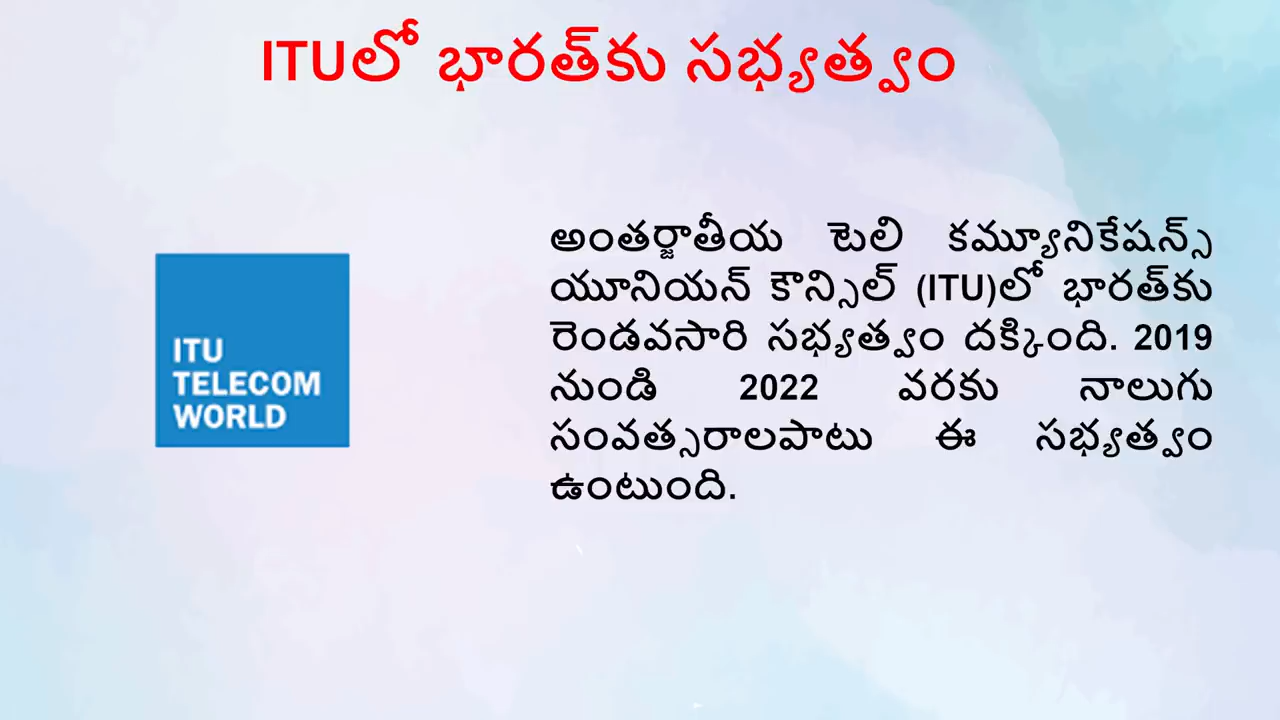 ITUలో భారత్‌కు సభ్యత్వం
ITU
TELECOM
WORLD
అంతర్జాతీయ టెలి కమ్యూనికేషన్స్
యూనియన్ కౌన్సిల్ (ITU)లో భారత్‌కు
రెండవసారి సభ్యత్వం దక్కింది. 2019
నుండి 2022 వరకు నాలుగు
సంవత్సరాలపాటు ఈ సభ్యత్వం
ఉంటుంది.